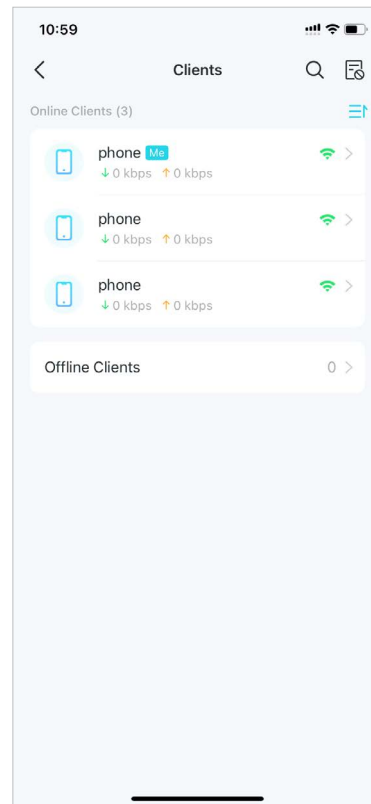 10:59
Clients
Online Clients (3)
phone Me
↓ 0 kbps ↑ 0 kbps
phone
↓ 0 kbps ↑ 0 kbps
phone
↓ 0 kbps ↑ 0 kbps
Offline Clients 0